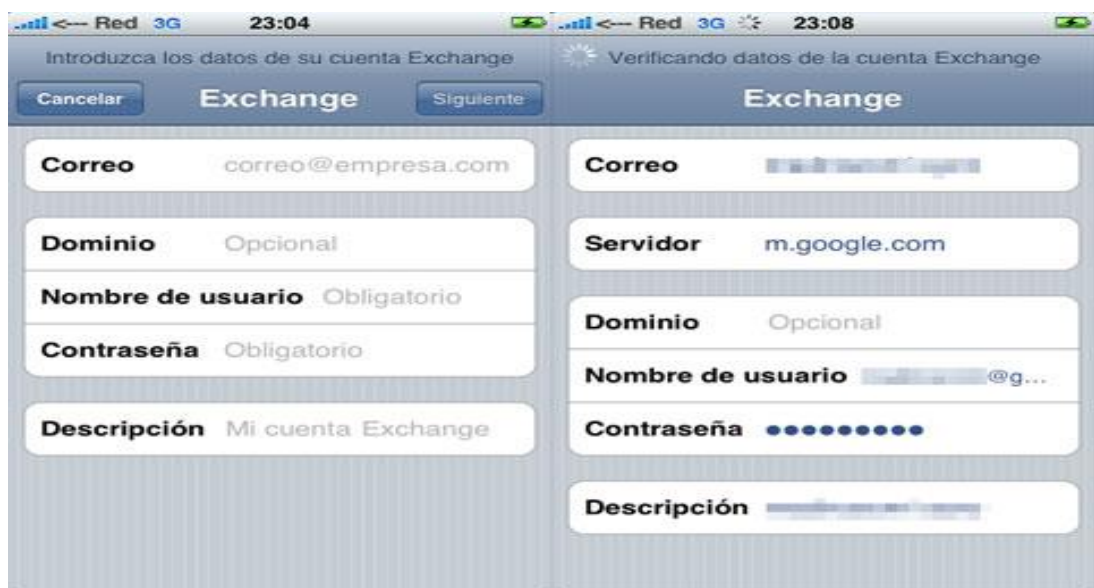 <--- Red 3G 23:04
Introduzca los datos de su cuenta Exchange
Cancelar Exchange Siguiente
Correo correo@empresa.com
Dominio Opcional
Nombre de usuario Obligatorio
Contraseña Obligatorio
Descripción Mi cuenta Exchange
<--- Red 3G 23:08
Verificando datos de la cuenta Exchange
Exchange
Correo
Servidor m.google.com
Dominio Opcional
Nombre de usuario @g...
Contraseña •••••••••
Descripción